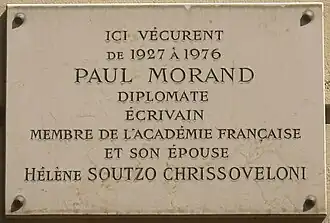 ICI VÉCURENT
DE 1927 À 1976
PAUL MORAND
DIPLOMATE
ÉCRIVAIN
MEMBRE DE L'ACADÉMIE FRANÇAISE
ET SON ÉPOUSE
HÉLÈNE SOUTZO CHRISSOVELONI